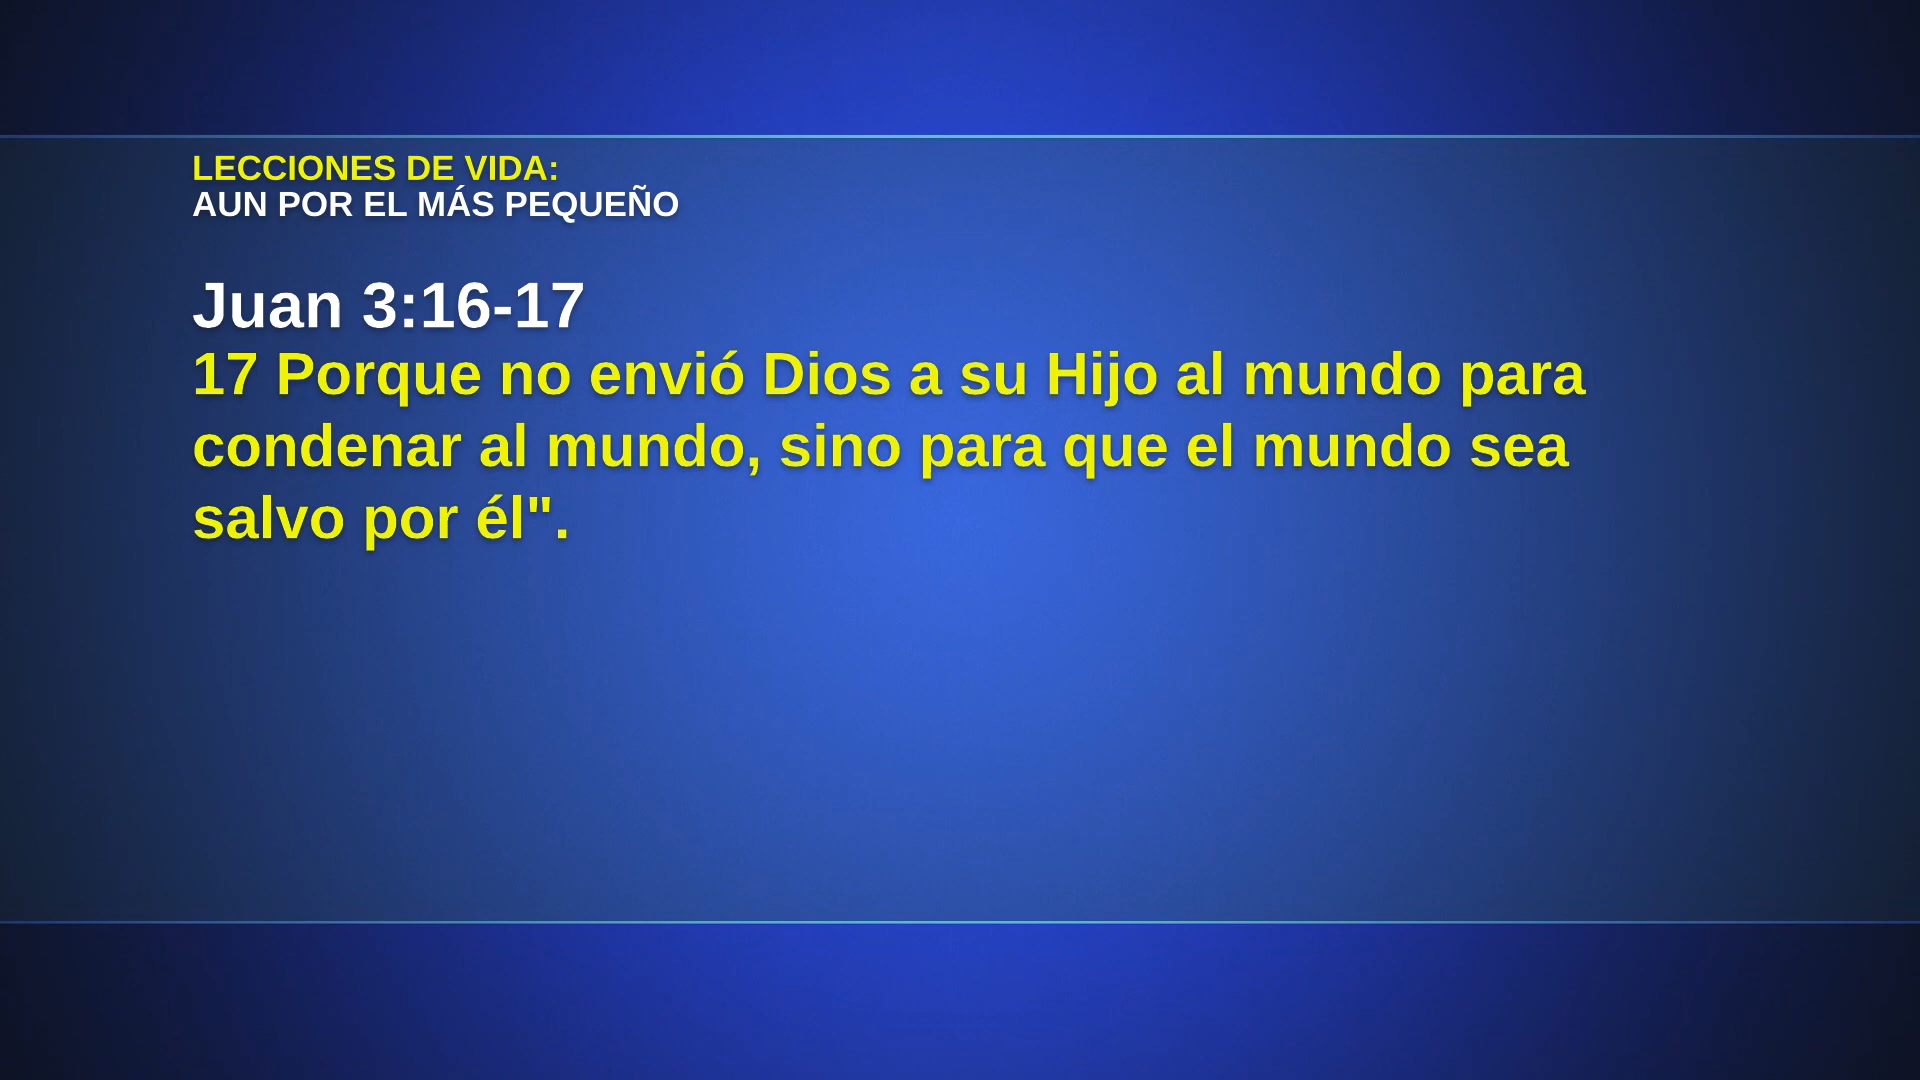 LECCIONES DE VIDA:
AUN POR EL MÁS PEQUEÑO
Juan 3:16-17
17 Porque no envió Dios a su Hijo al mundo para
condenar al mundo, sino para que el mundo sea
salvo por él".